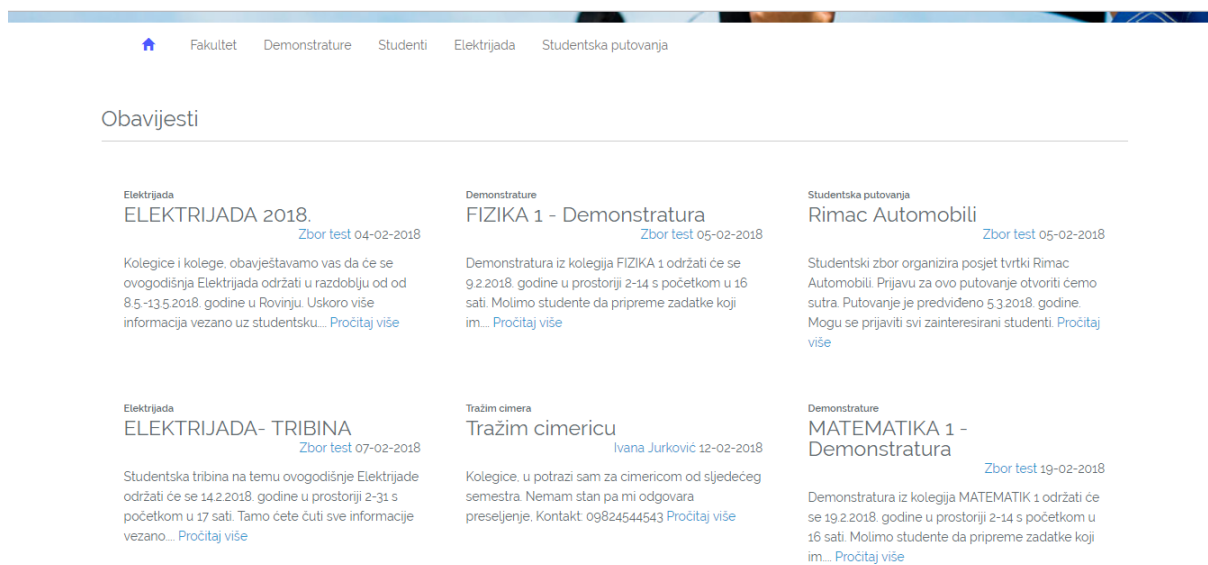 Fakultet Demonstrature Studenti Elektrijada Studentska putovanja
Obavijesti
Elektrijada
ELEKTRIJADA 2018.
Zbor test 04-02-2018
Kolegice i kolege, obavještavamo vas da će se
ovogodišnja Elektrijada održati u razdoblju od od
8.5.-13.5.2018. godine u Rovinju. Uskoro više
informacija vezano uz studentsku.... Pročitaj više
Demonstrature
FIZIKA 1 - Demonstratura
Zbor test 05-02-2018
Demonstratura iz kolegija FIZIKA 1 održati će se
9.2.2018. godine u prostoriji 2-14 s početkom u 16
sati. Molimo studente da pripreme zadatke koji
im.... Pročitaj više
Studentska putovanja
Rimac Automobili
Zbor test 05-02-2018
Studentski zbor organizira posjet tvrtki Rimac
Automobili. Prijavu za ovo putovanje otvoriti ćemo
sutra. Putovanje je predviđeno 5.3.2018. godine.
Mogu se prijaviti svi zainteresirani studenti. Pročitaj
više
Elektrijada
ELEKTRIJADA- TRIBINA
Zbor test 07-02-2018
Studentska tribina na temu ovogodišnje Elektrijade
održati će se 14.2.2018. godine u prostoriji 2-31 s
početkom u 17 sati. Tamo ćete čuti sve informacije
vezano.... Pročitaj više
Tražim cimera
Tražim cimericu
Ivana Jurković 12-02-2018
Kolegice, u potrazi sam za cimericom od sljedećeg
semestra. Nemam stan pa mi odgovara
preseljenje, Kontakt: 09824544543 Pročitaj više
Demonstrature
MATEMATIKA 1 -
Demonstratura
Zbor test 19-02-2018
Demonstratura iz kolegija MATEMATIK 1 održati će
se 19.2.2018. godine u prostoriji 2-14 s početkom u
16 sati. Molimo studente da pripreme zadatke koji
im.... Pročitaj više